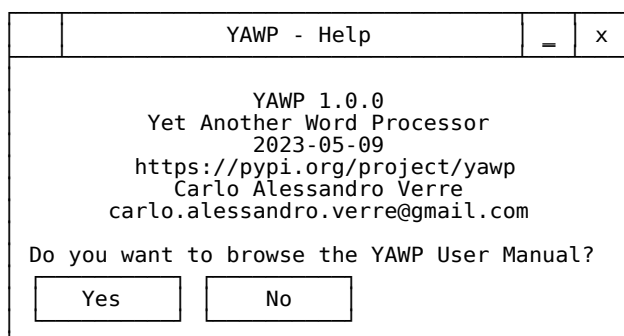 YAWP - Help _ x
YAWP 1.0.0
Yet Another Word Processor
2023-05-09
https://pypi.org/project/yawp
Carlo Alessandro Verre
carlo.alessandro.verre@gmail.com
Do you want to browse the YAWP User Manual?
Yes No